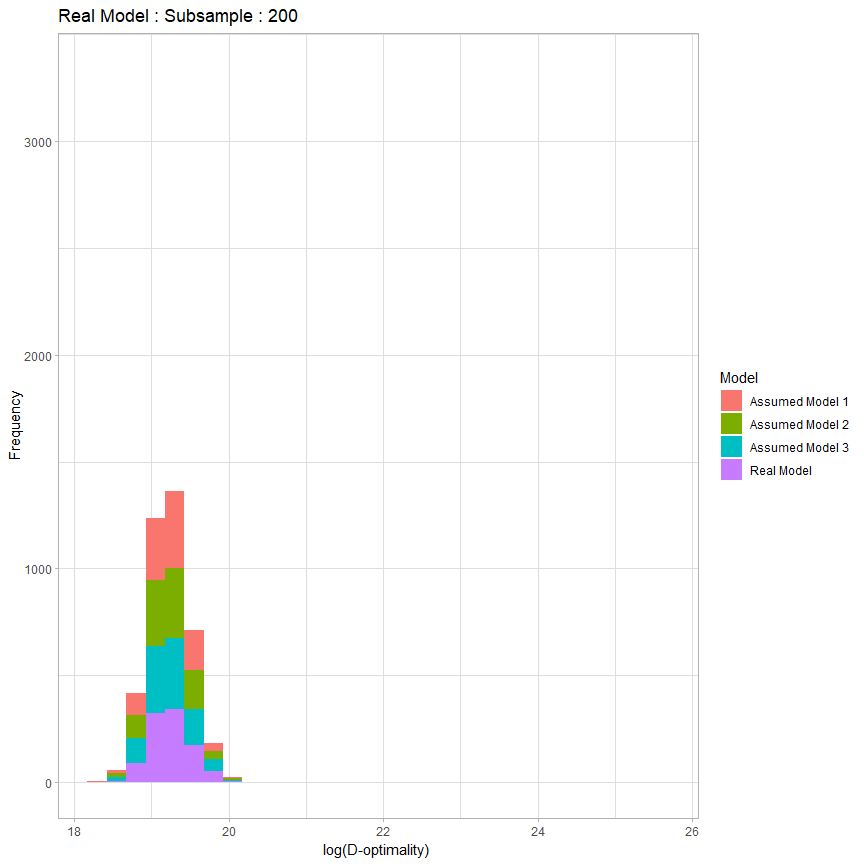 Real Model : Subsample : 200
Frequency
3000
2000
1000
0
18
20
22
24
26
log(D-optimality)
Model
Assumed Model 1
Assumed Model 2
Assumed Model 3
Real Model